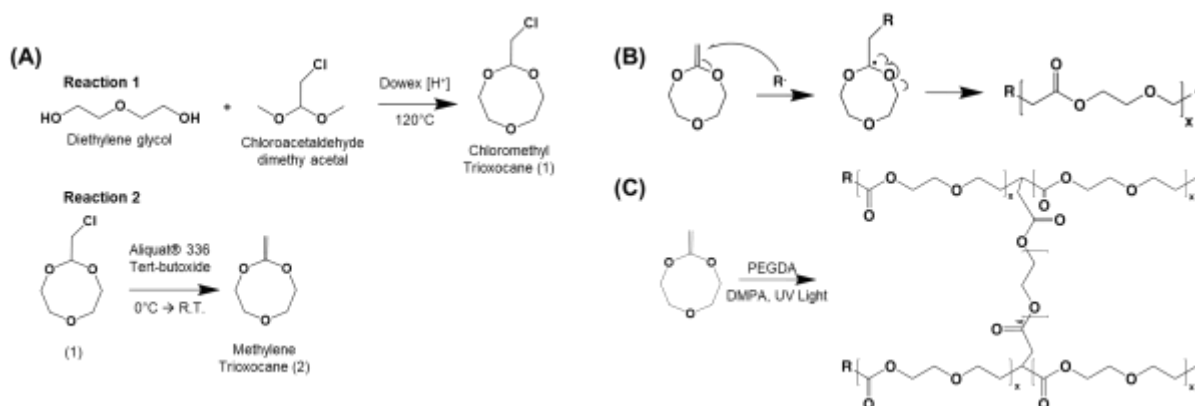 (A)
Reaction 1
HO
O
OH
Diethylene glycol
+
Cl
O
O
Chloroacetaldehyde
dimethy acetal
Dowex [H⁺]
120°C
Cl
O
O
O
Chloromethyl
Trioxocane (1)
Reaction 2
Cl
O
O
O
(1)
Aliquat® 336
Tert-butoxide
0°C → R.T.
O
O
O
Methylene
Trioxocane (2)
(B)
O
O
O
R·
R
O
O
O
R
O
O
O
x
(C)
O
O
O
PEGDA
DMPA, UV Light
R
O
O
O
x
O
O
O
x
O
O
O
O
O
R
O
O
O
x
O
O
O
x